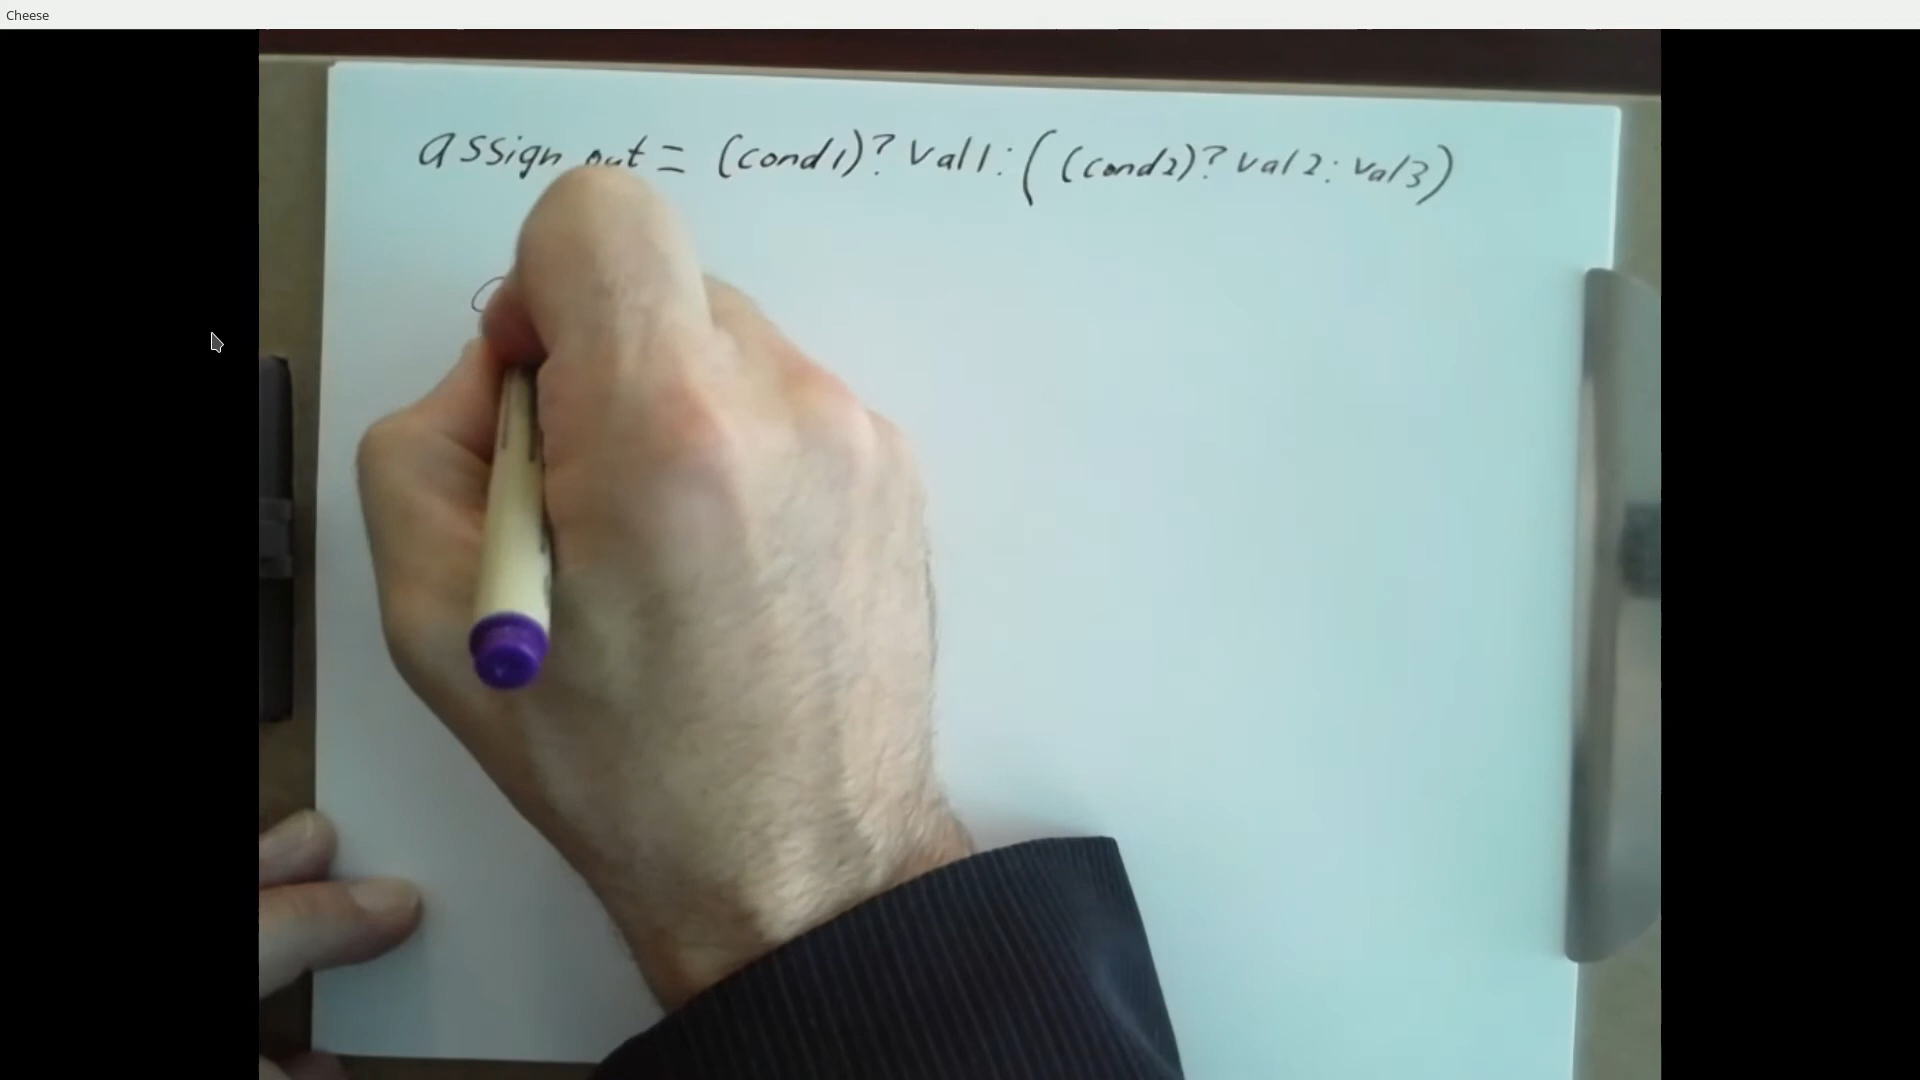 Cheese
assign out = (cond1)? val1: ((cond2)? val2: val3)